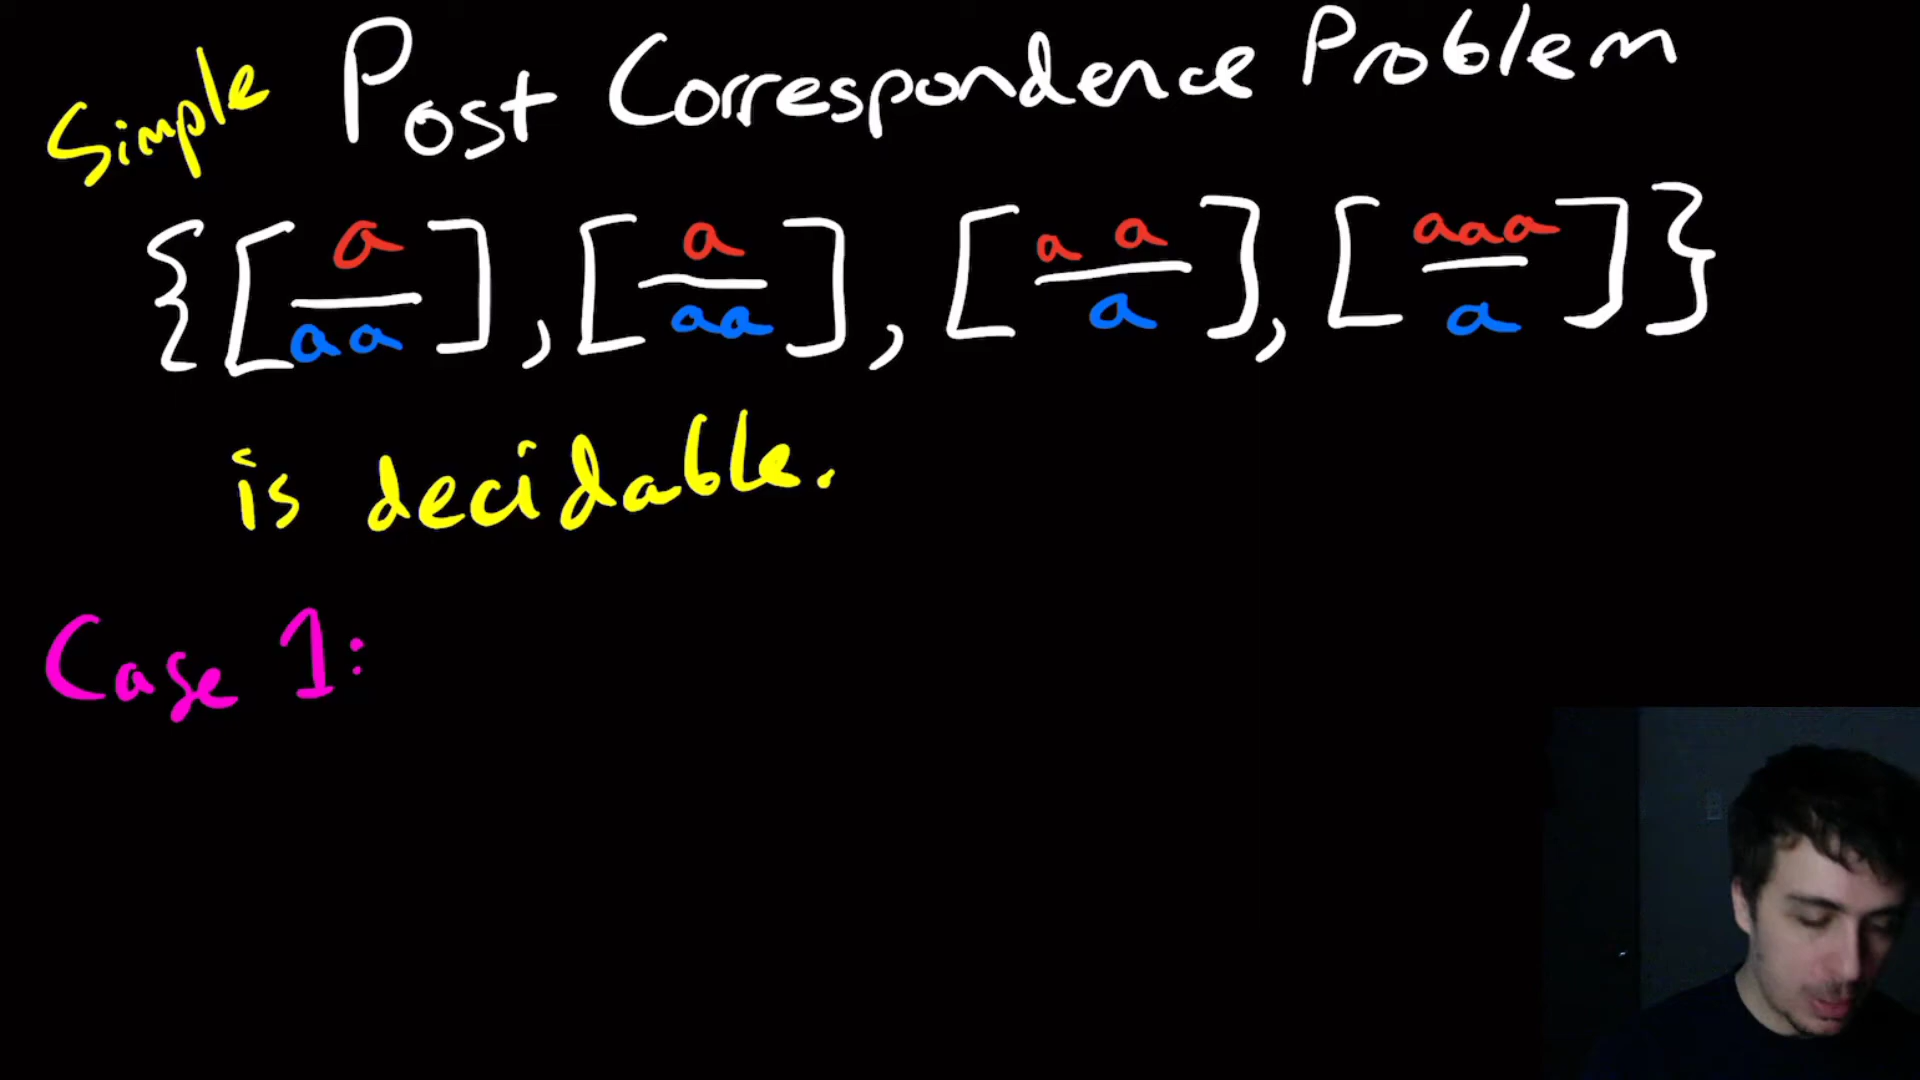 Simple Post Correspondence Problem
{[a/aa], [a/aa], [aa/a], [aaa/a]}
is decidable.
Case 1: